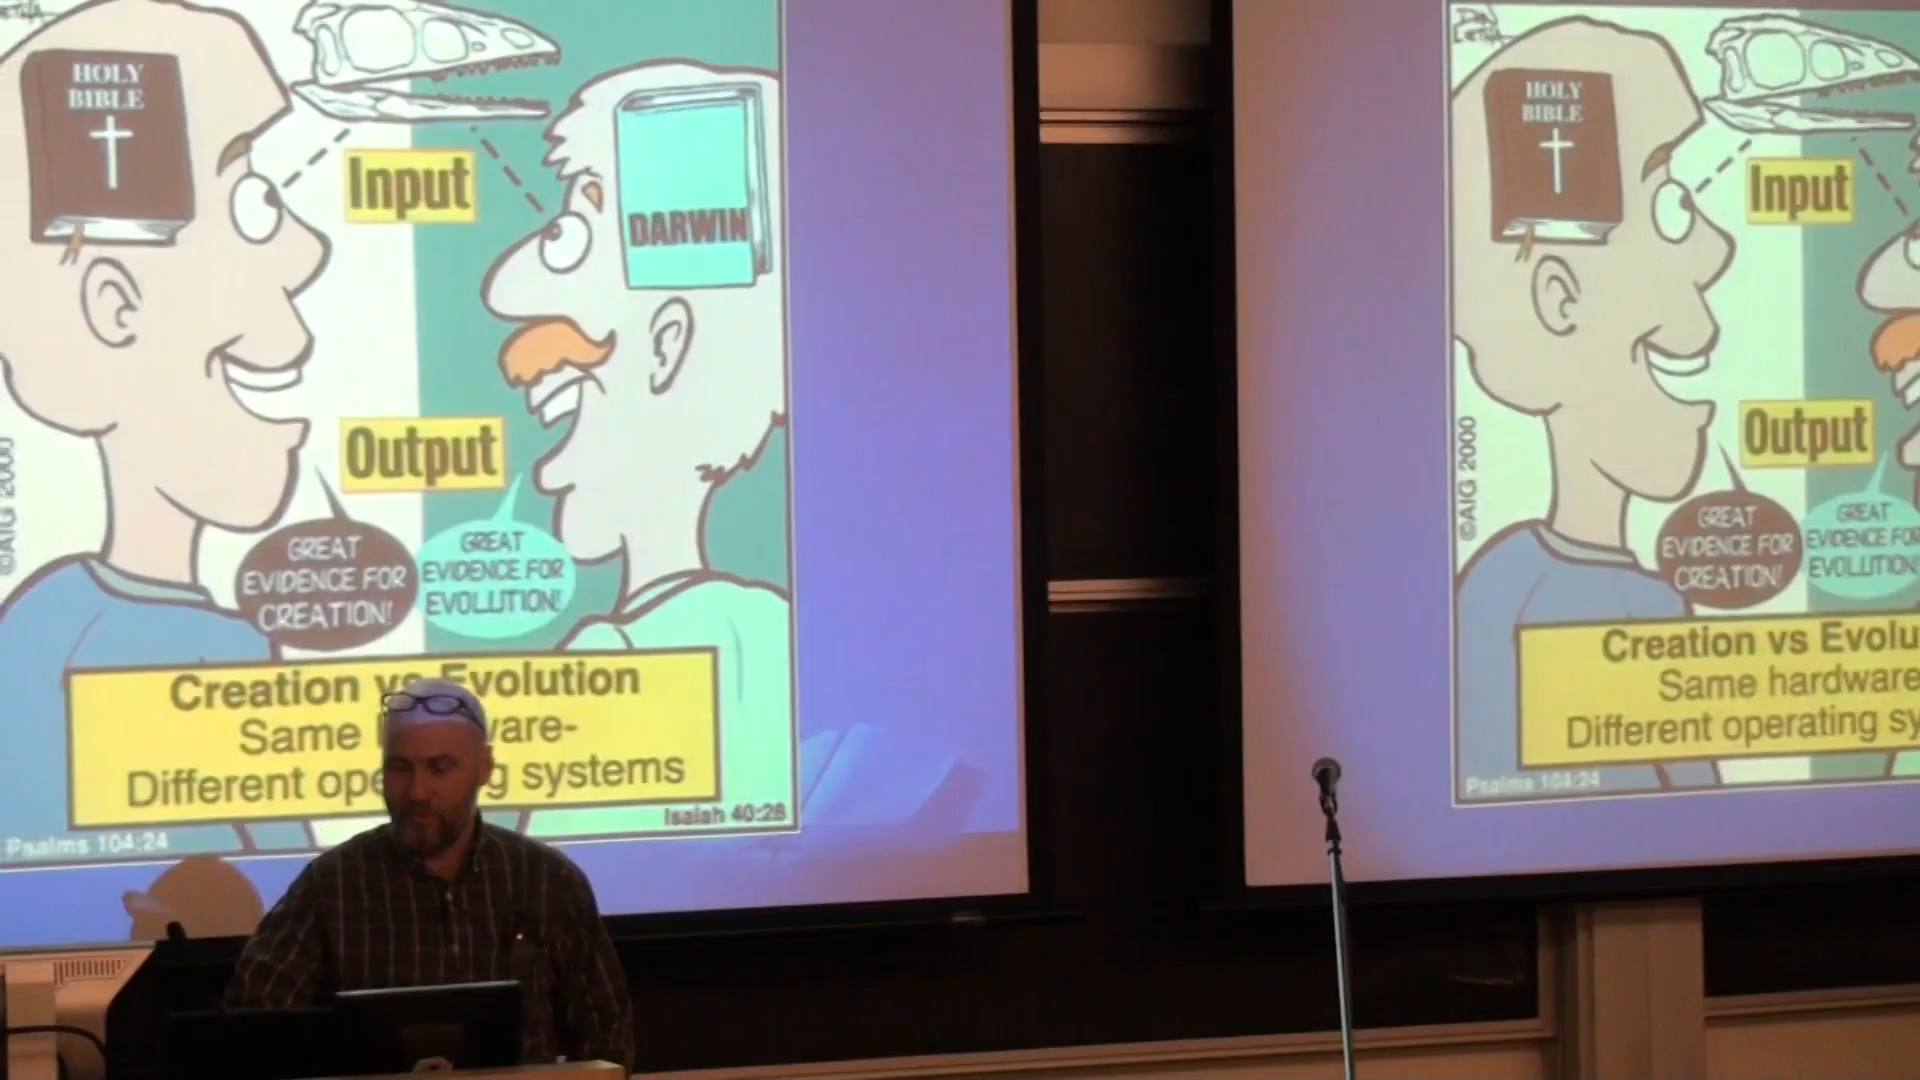 HOLY
BIBLE
Input
DARWIN
Output
©AIG 2000
GREAT
EVIDENCE FOR
CREATION!
GREAT
EVIDENCE FOR
EVOLUTION!
Creation vs Evolution
Same ware-
Different ope g systems
Psalms 104:24
Isaiah 40:28
HOLY
BIBLE
Input
Output
©AIG 2000
GREAT
EVIDENCE FOR
CREATION!
GREAT
EVIDENCE FOR
EVOLUTION!
Creation vs Evolu
Same hardware
Different operating sy
Psalms 104:24